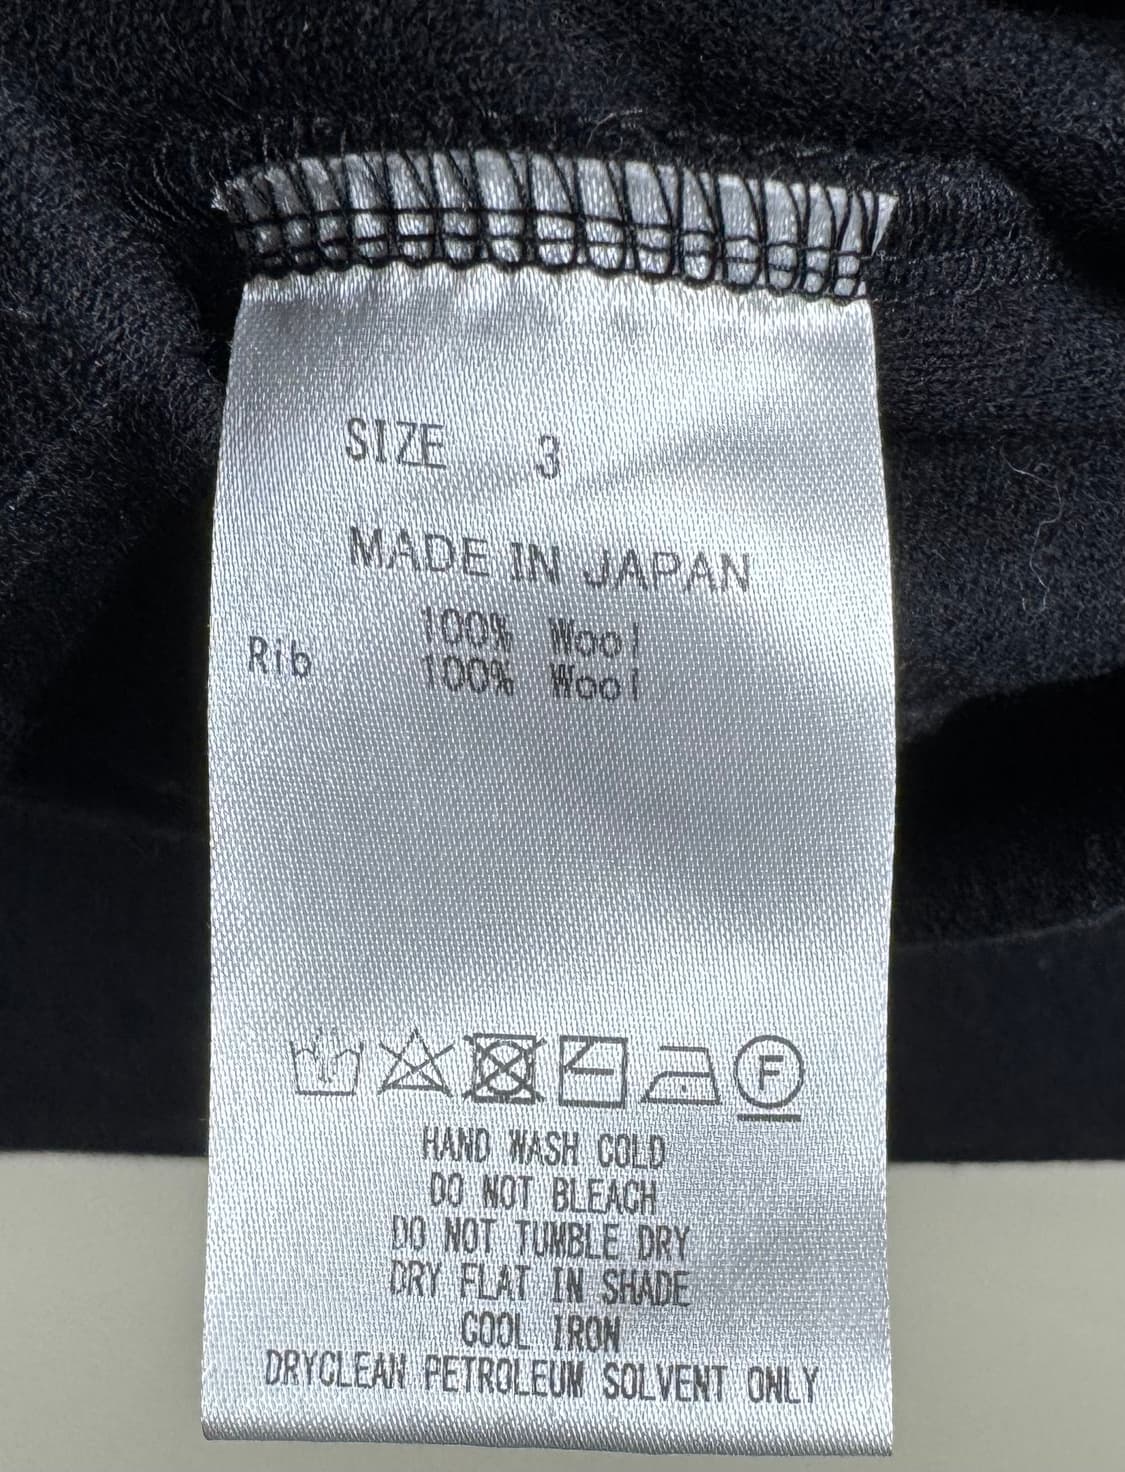 SIZE 3
MADE IN JAPAN
100% Wool
Rib 100% Wool
F
HAND WASH COLD
DO NOT BLEACH
DO NOT TUMBLE DRY
DRY FLAT IN SHADE
COOL IRON
DRYCLEAN PETROLEUM SOLVENT ONLY